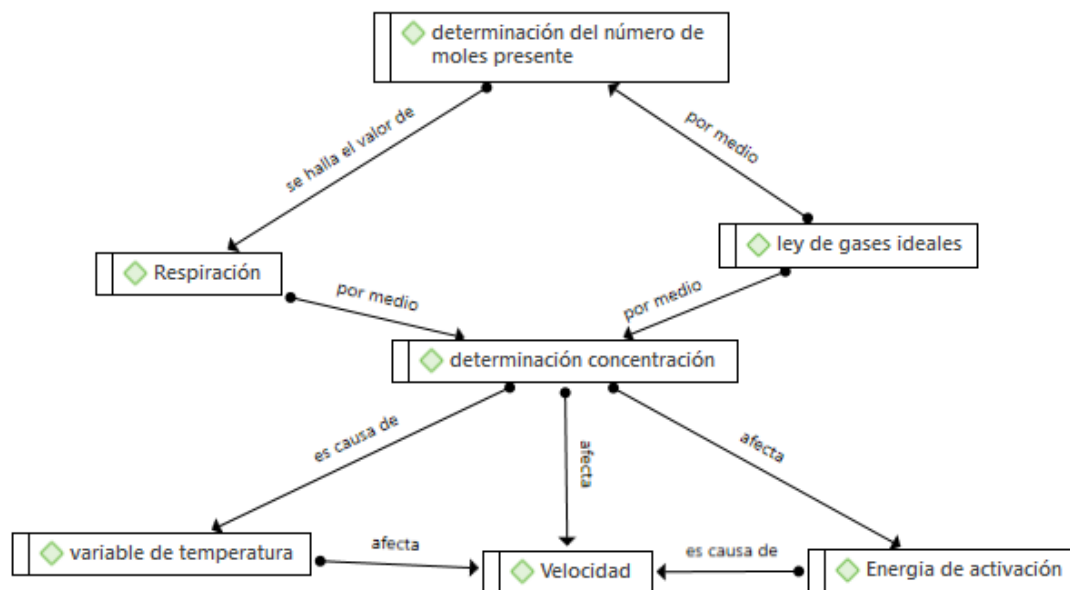 determinación del número de
moles presente
se halla el valor de
por medio
ley de gases ideales
Respiración
por medio
por medio
determinación concentración
es causa de
afecta
afecta
variable de temperatura
afecta
Velocidad
es causa de
Energia de activación